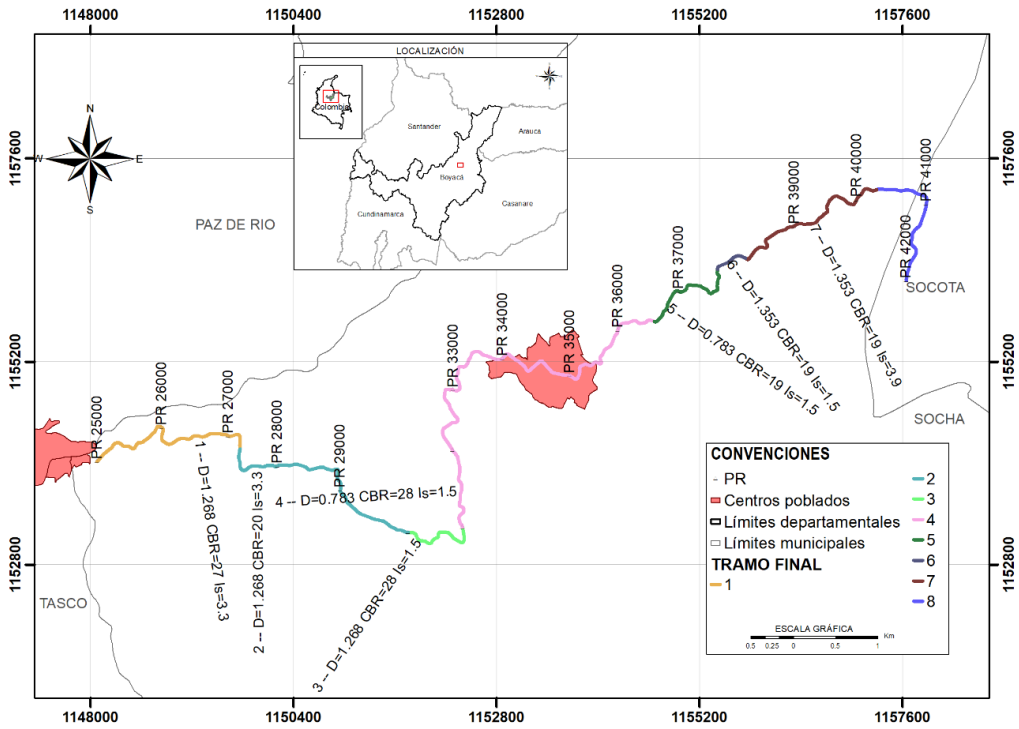 1148000
1150400
1152800
1155200
1157600
LOCALIZACIÓN
Colombia
Santander
Arauca
Boyacá
Cundinamarca
Casanare
N
W
E
S
1157600
1157600
PAZ DE RIO
PR 25000
PR 26000
PR 27000
PR 28000
PR 29000
PR 33000
PR 34000
PR 35000
PR 36000
PR 37000
PR 39000
PR 40000
PR 41000
PR 42000
SOCOTA
SOCHA
TASCO
1155200
1155200
1152800
1152800
1 -- D=1.268 CBR=27 Is=3.3
2 -- D=1.268 CBR=20 Is=3.3
3 -- D=1.268 CBR=28 Is=1.5
4 -- D=0.783 CBR=28 Is=1.5
5 -- D=0.783 CBR=19 Is=1.5
6 -- D=1.353 CBR=19 Is=1.5
7 -- D=1.353 CBR=19 Is=3.9
CONVENCIONES
PR
Centros poblados
Límites departamentales
Límites municipales
TRAMO FINAL
1
2
3
4
5
6
7
8
ESCALA GRÁFICA
Km
0.5 0.25 0 0.5 1
1148000
1150400
1152800
1155200
1157600